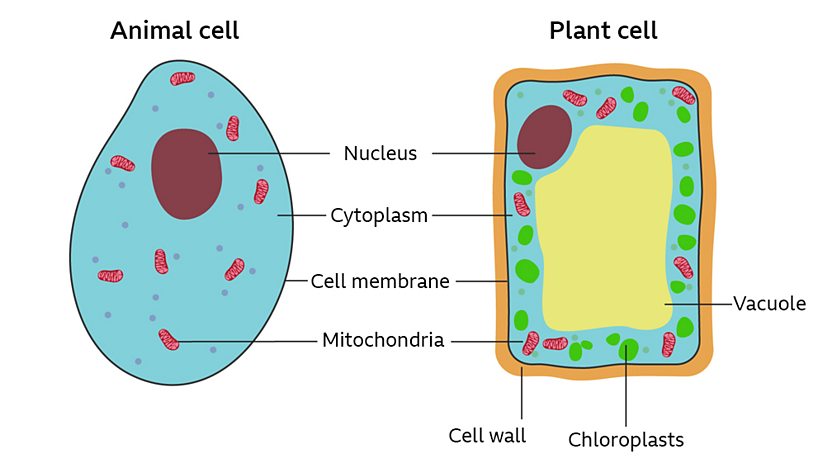 Animal cell
Plant cell
Nucleus
Cytoplasm
Cell membrane
Vacuole
Mitochondria
Cell wall
Chloroplasts